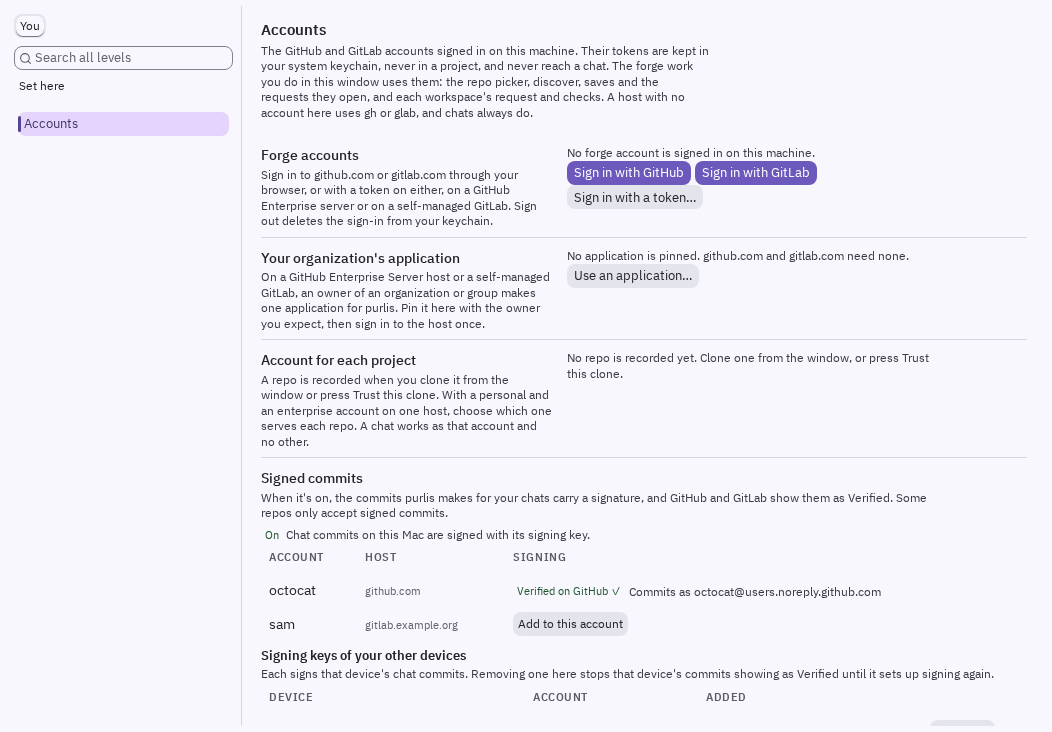 You
Search all levels
Set here
Accounts
Accounts
The GitHub and GitLab accounts signed in on this machine. Their tokens are kept in
your system keychain, never in a project, and never reach a chat. The forge work
you do in this window uses them: the repo picker, discover, saves and the
requests they open, and each workspace's request and checks. A host with no
account here uses gh or glab, and chats always do.
Forge accounts
Sign in to github.com or gitlab.com through your
browser, or with a token on either, on a GitHub
Enterprise server or on a self-managed GitLab. Sign
out deletes the sign-in from your keychain.
No forge account is signed in on this machine.
Sign in with GitHub
Sign in with GitLab
Sign in with a token...
Your organization's application
On a GitHub Enterprise Server host or a self-managed
GitLab, an owner of an organization or group makes
one application for purlis. Pin it here with the owner
you expect, then sign in to the host once.
No application is pinned. github.com and gitlab.com need none.
Use an application...
Account for each project
A repo is recorded when you clone it from the
window or press Trust this clone. With a personal and
an enterprise account on one host, choose which one
serves each repo. A chat works as that account and
no other.
No repo is recorded yet. Clone one from the window, or press Trust
this clone.
Signed commits
When it's on, the commits purlis makes for your chats carry a signature, and GitHub and GitLab show them as Verified. Some
repos only accept signed commits.
On Chat commits on this Mac are signed with its signing key.
ACCOUNT HOST SIGNING
octocat github.com Verified on GitHub ✓ Commits as octocat@users.noreply.github.com
sam gitlab.example.org Add to this account
Signing keys of your other devices
Each signs that device's chat commits. Removing one here stops that device's commits showing as Verified until it sets up signing again.
DEVICE ACCOUNT ADDED